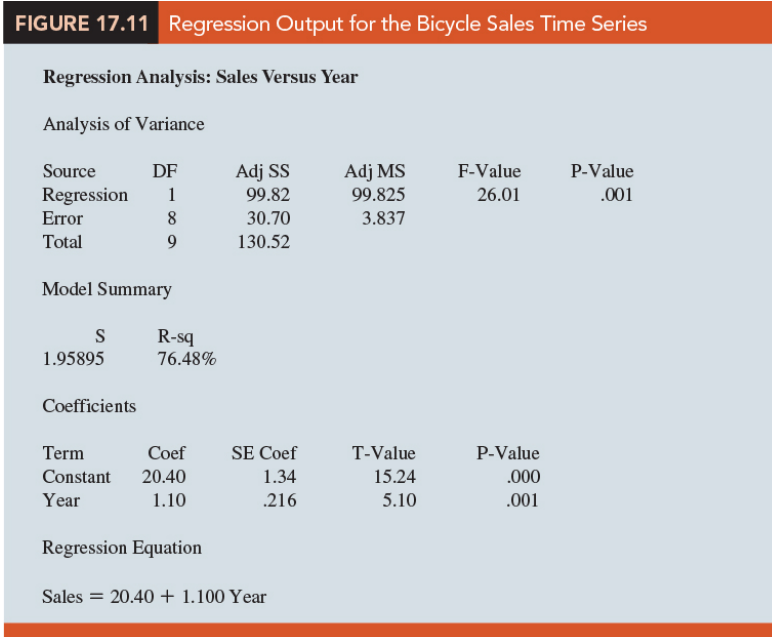 FIGURE 17.11 Regression Output for the Bicycle Sales Time Series
Regression Analysis: Sales Versus Year
Analysis of Variance
Source DF Adj SS Adj MS F-Value P-Value
Regression 1 99.82 99.825 26.01 .001
Error 8 30.70 3.837
Total 9 130.52
Model Summary
S R-sq
1.95895 76.48%
Coefficients
Term Coef SE Coef T-Value P-Value
Constant 20.40 1.34 15.24 .000
Year 1.10 .216 5.10 .001
Regression Equation
Sales = 20.40 + 1.100 Year